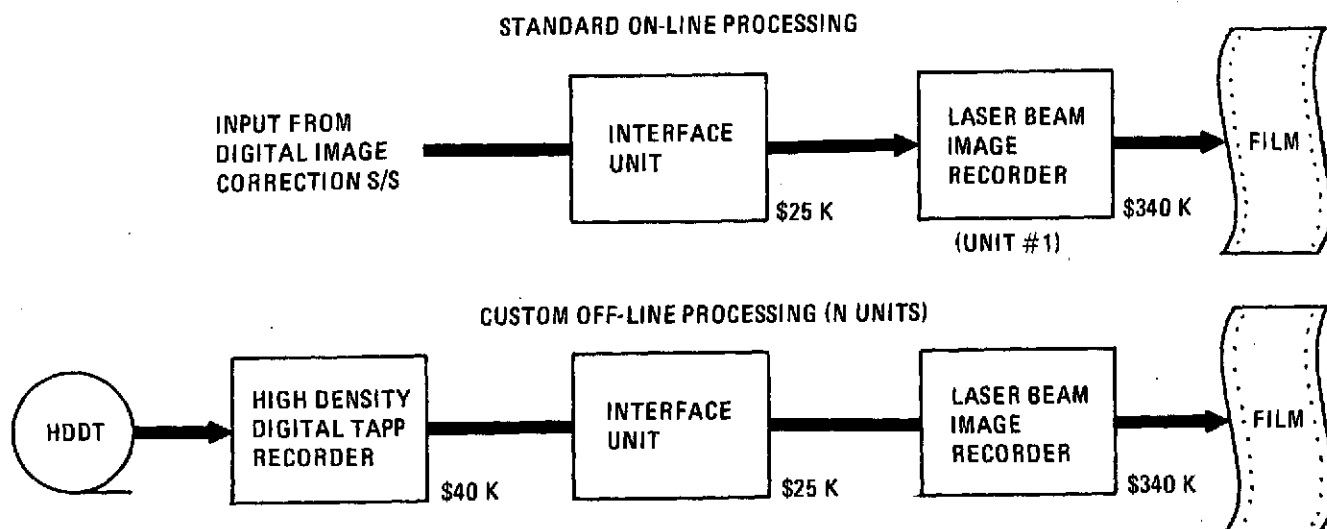 STANDARD ON-LINE PROCESSING
INPUT FROM
DIGITAL IMAGE
CORRECTION S/S
INTERFACE
UNIT
$25 K
LASER BEAM
IMAGE
RECORDER
$340 K
(UNIT #1)
FILM
CUSTOM OFF-LINE PROCESSING (N UNITS)
HDDT
HIGH DENSITY
DIGITAL TAPP
RECORDER
$40 K
INTERFACE
UNIT
$25 K
LASER BEAM
IMAGE
RECORDER
$340 K
FILM